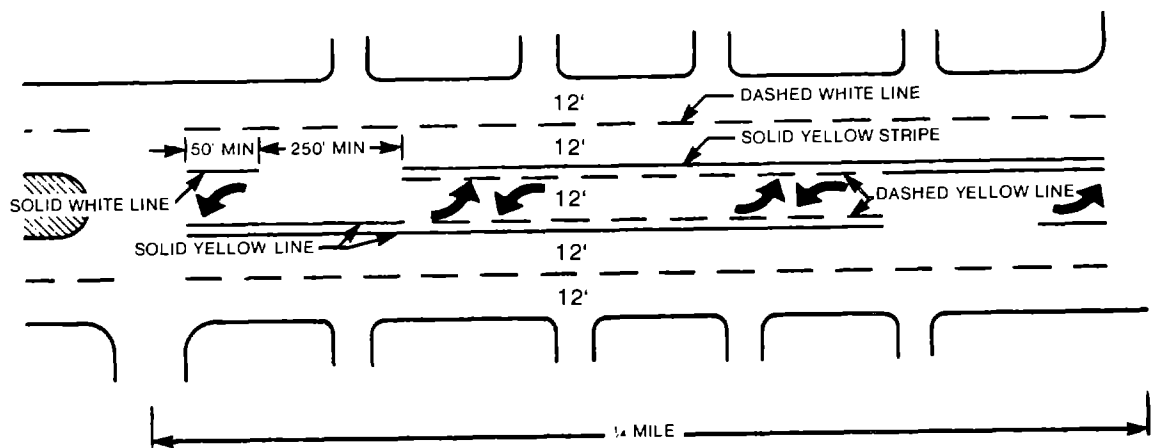 12'
DASHED WHITE LINE
12'
SOLID YELLOW STRIPE
50' MIN
250' MIN
12'
DASHED YELLOW LINE
SOLID WHITE LINE
SOLID YELLOW LINE
12'
12'
¼ MILE